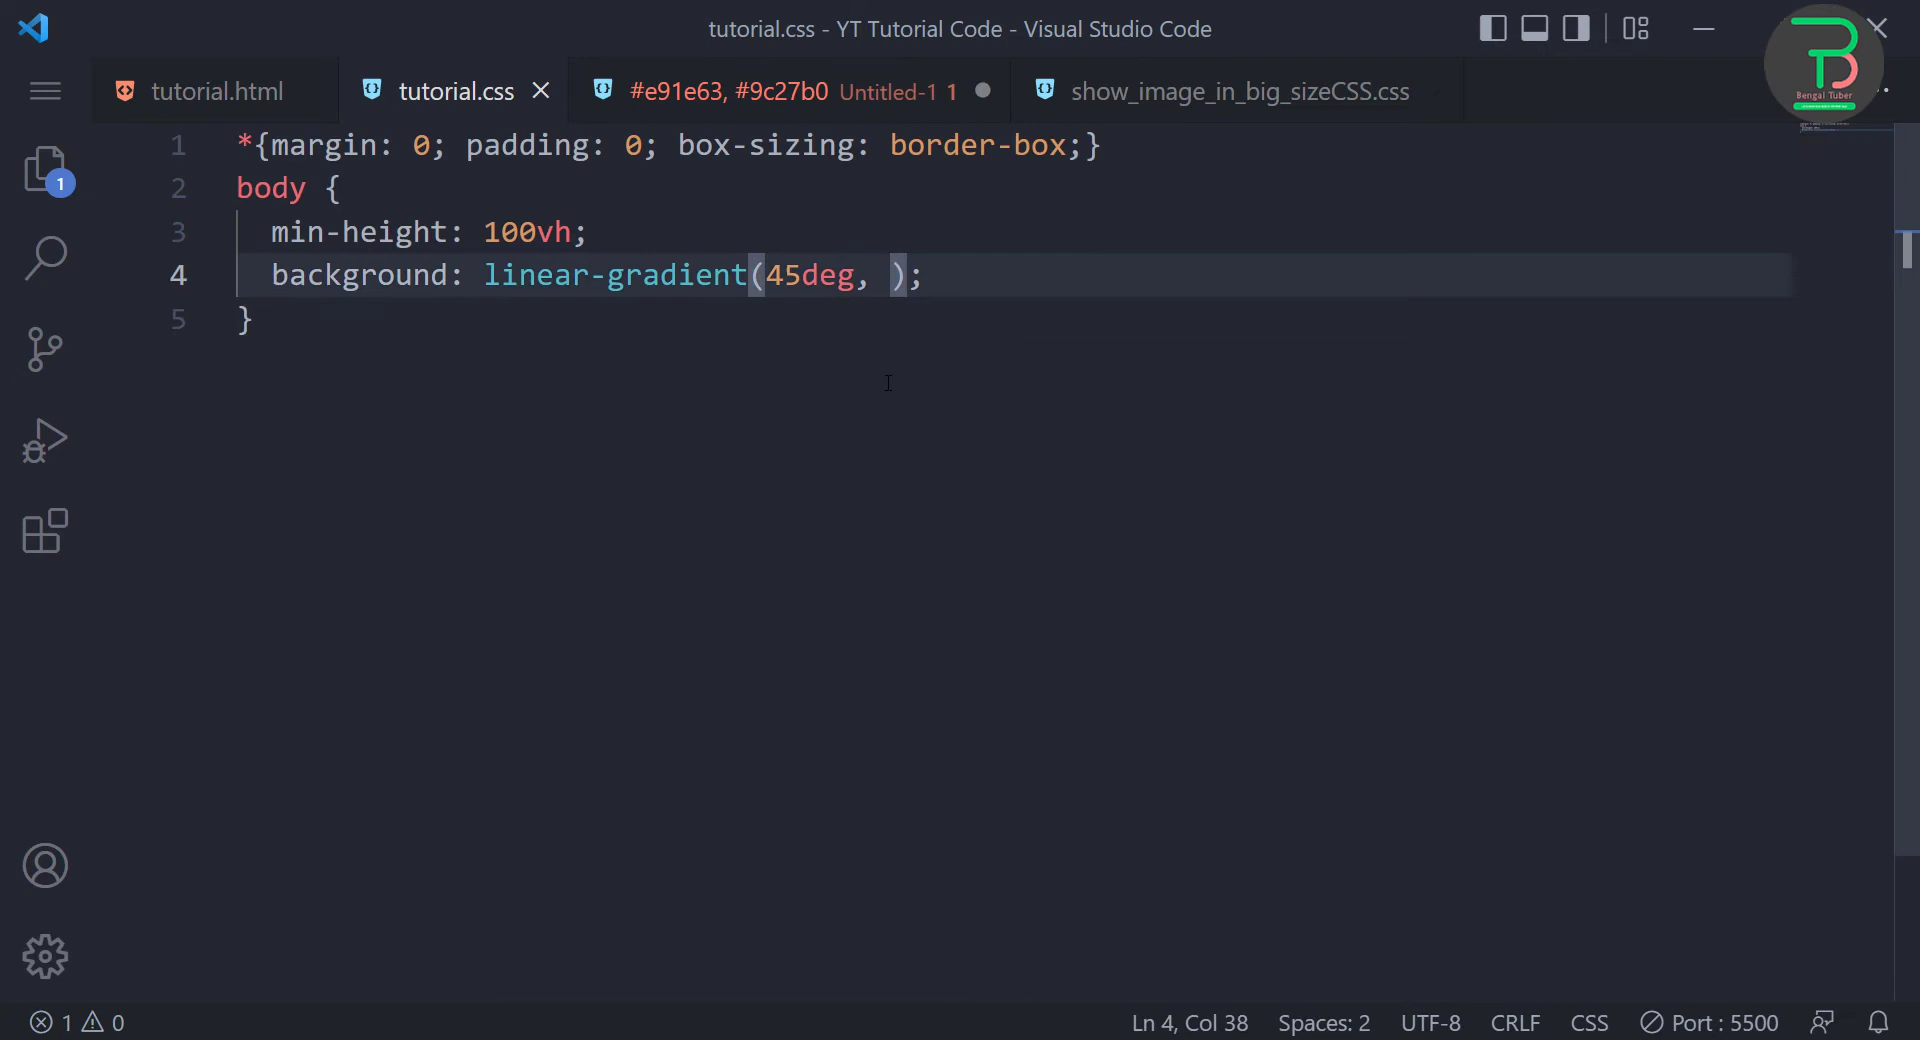 tutorial.css - YT Tutorial Code - Visual Studio Code
tutorial.html
tutorial.css
#e91e63, #9c27b0 Untitled-1 1
show_image_in_big_sizeCSS.css
Bengal Tuber
1 *{margin: 0; padding: 0; box-sizing: border-box;}
2 body {
3 min-height: 100vh;
4 background: linear-gradient(45deg, );
5 }
1
1 0
Ln 4, Col 38
Spaces: 2
UTF-8
CRLF
CSS
Port : 5500